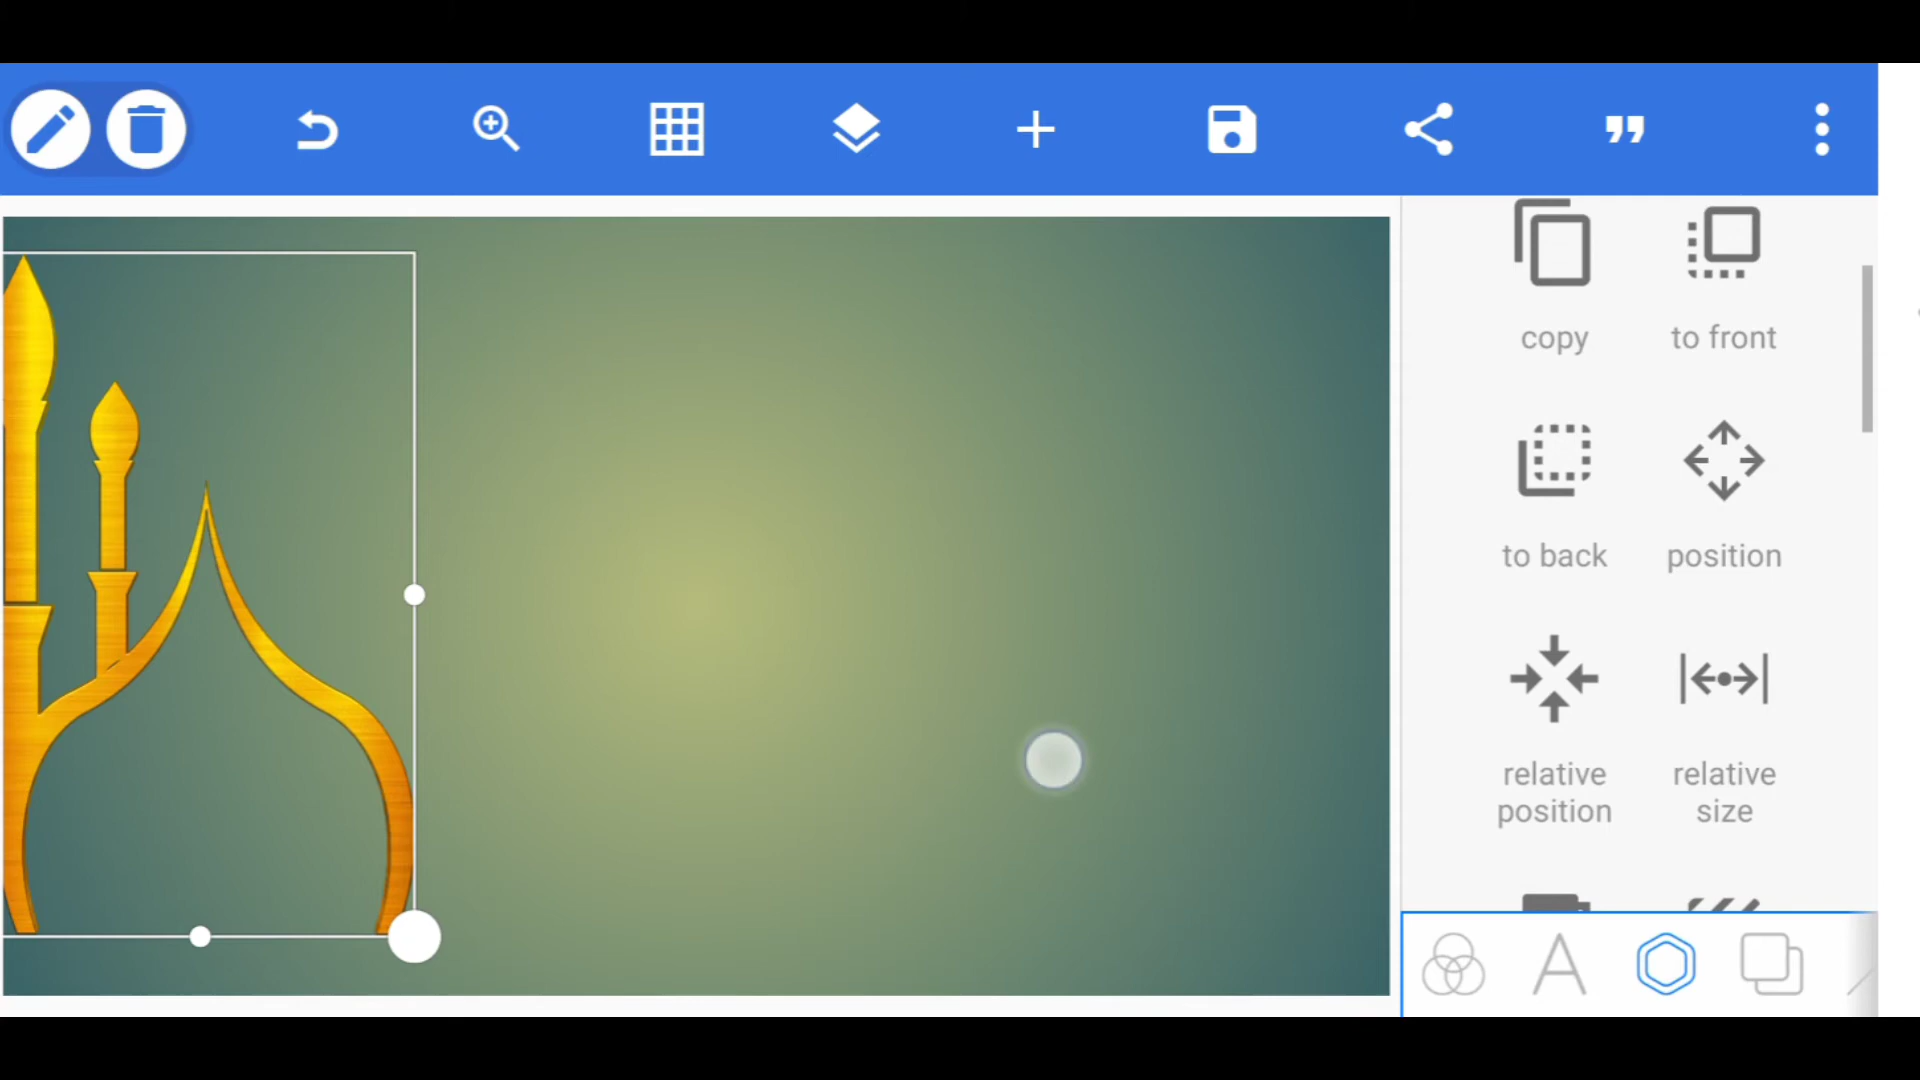 copy
to front
to back
position
relative
position
relative
size